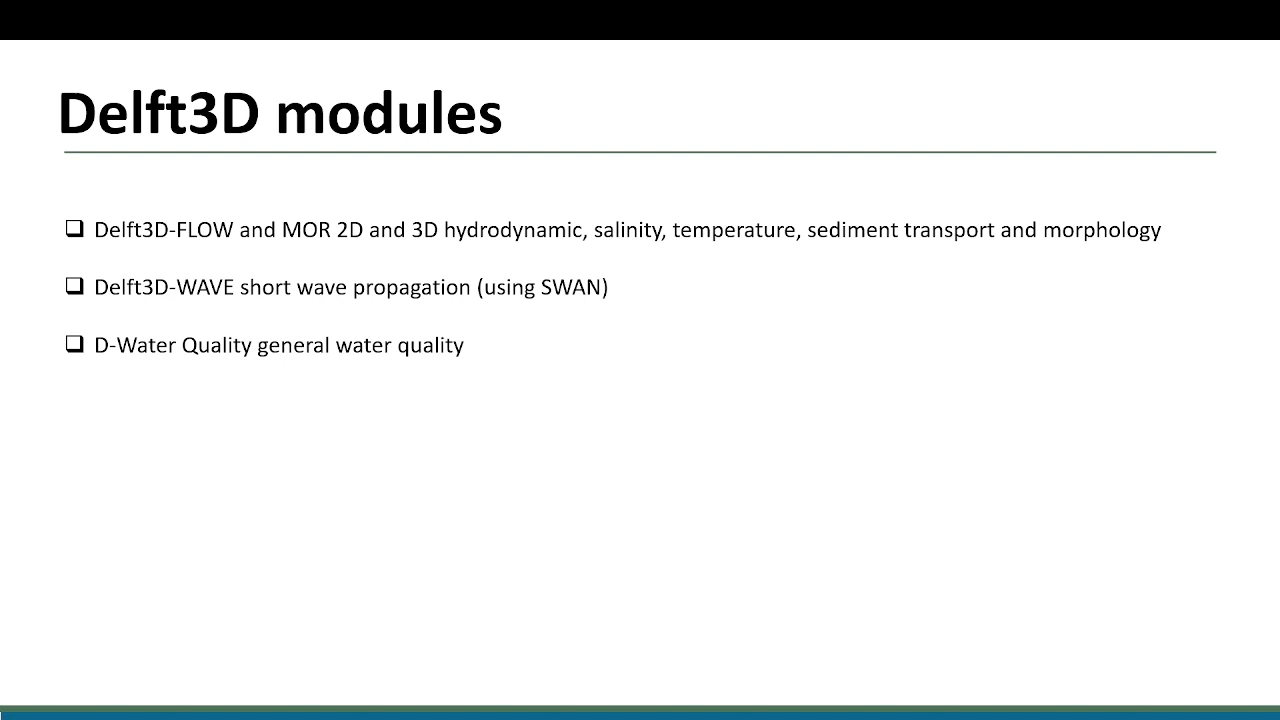 Delft3D modules
Delft3D-FLOW and MOR 2D and 3D hydrodynamic, salinity, temperature, sediment transport and morphology
Delft3D-WAVE short wave propagation (using SWAN)
D-Water Quality general water quality